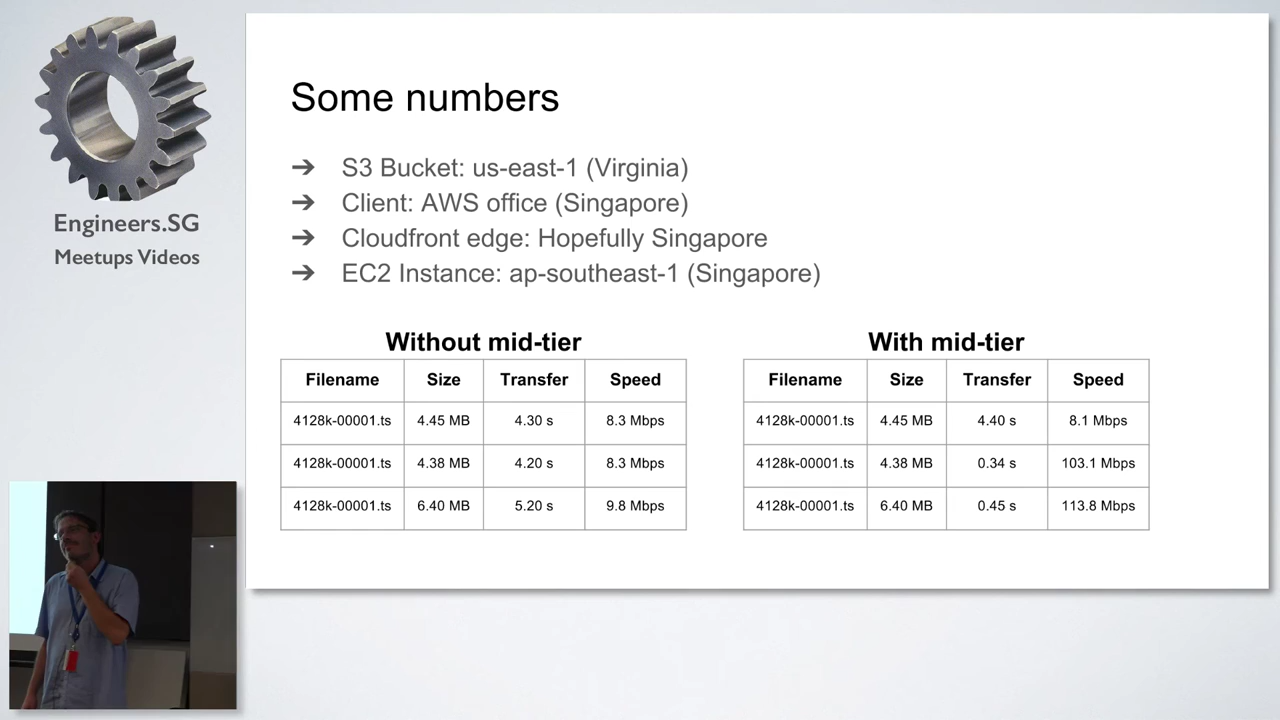 Engineers.SG
Meetups Videos
Some numbers
➔ S3 Bucket: us-east-1 (Virginia)
➔ Client: AWS office (Singapore)
➔ Cloudfront edge: Hopefully Singapore
➔ EC2 Instance: ap-southeast-1 (Singapore)
Without mid-tier
Filename Size Transfer Speed
4128k-00001.ts 4.45 MB 4.30 s 8.3 Mbps
4128k-00001.ts 4.38 MB 4.20 s 8.3 Mbps
4128k-00001.ts 6.40 MB 5.20 s 9.8 Mbps
With mid-tier
Filename Size Transfer Speed
4128k-00001.ts 4.45 MB 4.40 s 8.1 Mbps
4128k-00001.ts 4.38 MB 0.34 s 103.1 Mbps
4128k-00001.ts 6.40 MB 0.45 s 113.8 Mbps